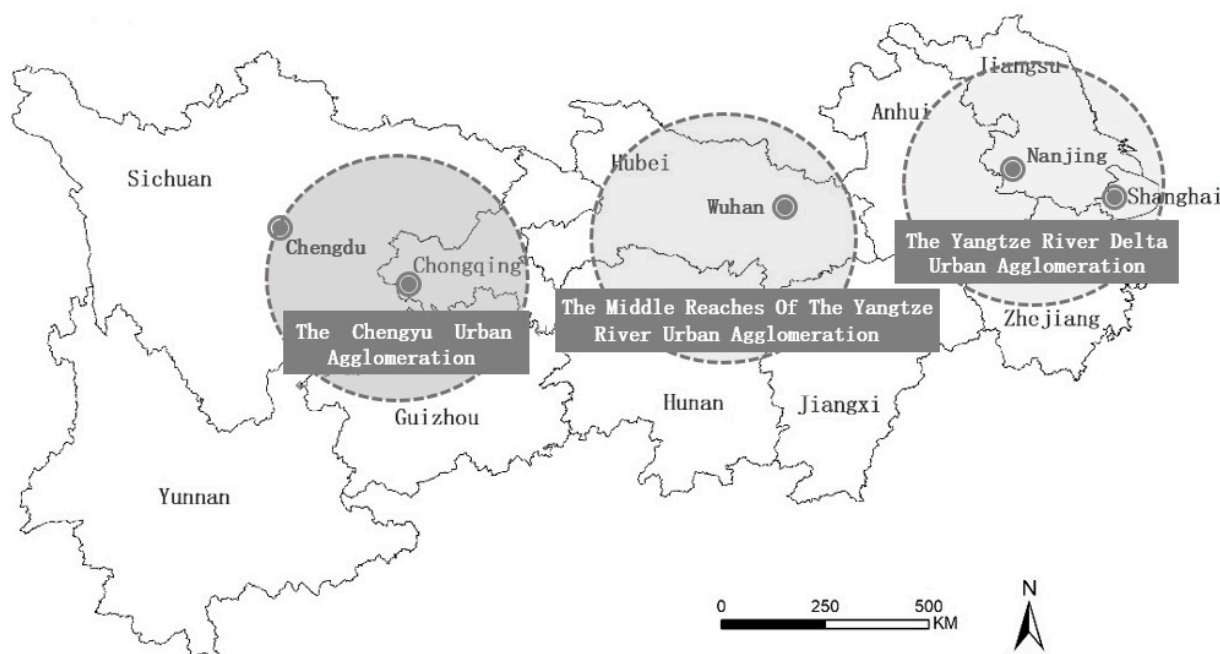 Jiangsu
Anhui
Nanjing
Hubei
Sichuan
Shanghai
Wuhan
Chengdu
The Yangtze River Delta
Urban Agglomeration
Chongqing
The Middle Reaches Of The Yangtze
River Urban Agglomeration
Zhejiang
The Chengyu Urban
Agglomeration
Guizhou
Hunan
Jiangxi
Yunnan
N
0 250 500
KM